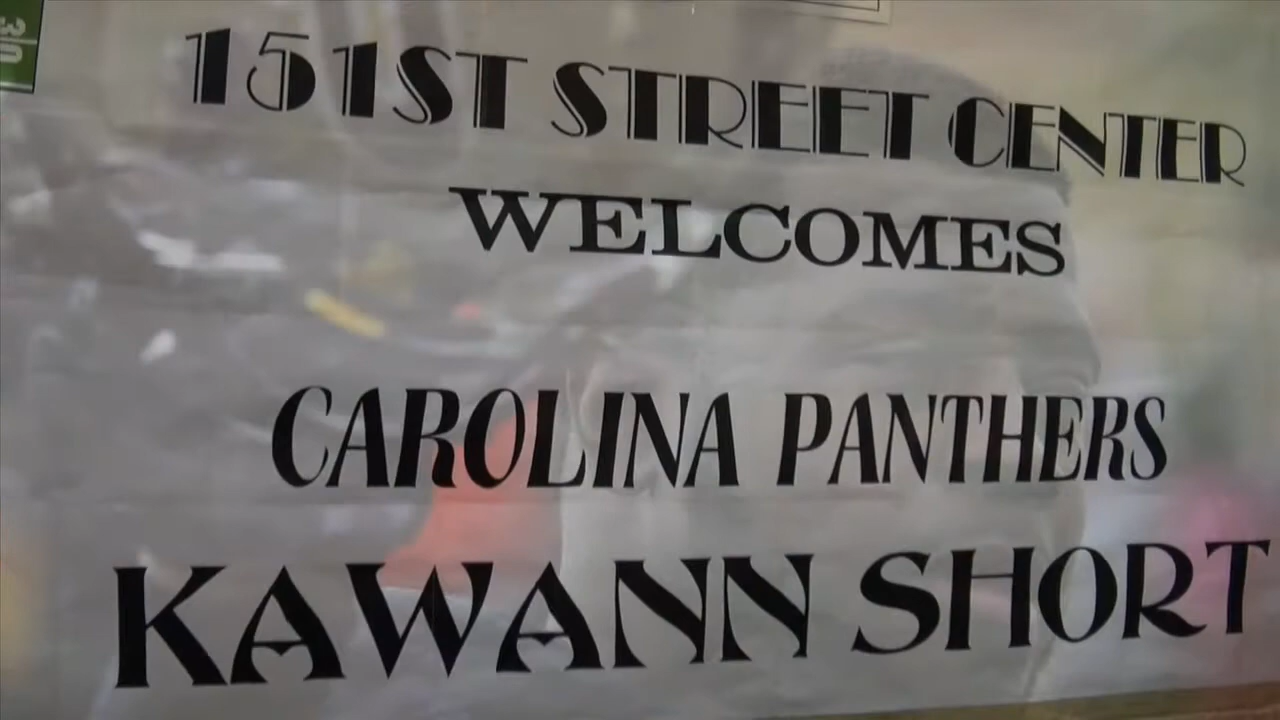 151ST STREET CENTER
WELCOMES
CAROLINA PANTHERS
KAWANN SHORT